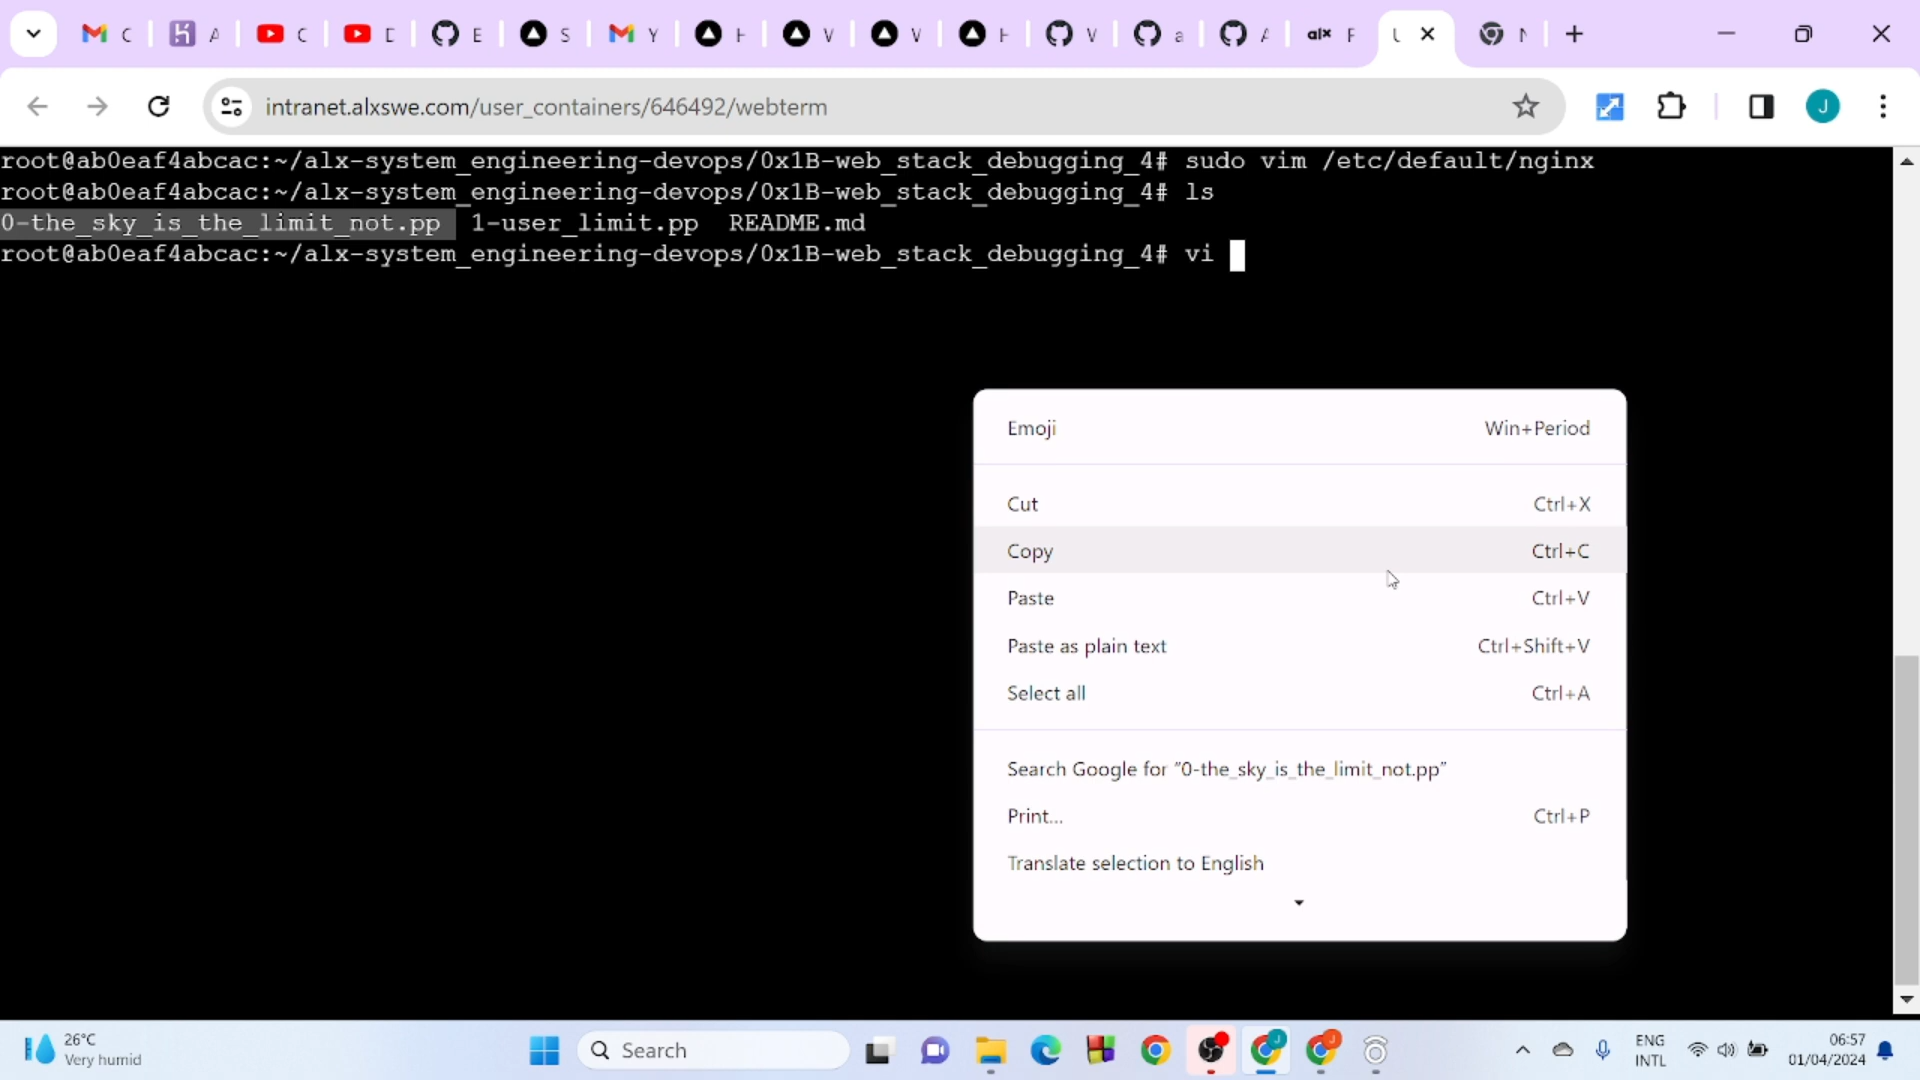 C
A
C
D
E
S
Y
H
V
V
H
V
a
A
alx F
U
N
intranet.alxswe.com/user_containers/646492/webterm
J
root@ab0eaf4abcac:~/alx-system_engineering-devops/0x1B-web_stack_debugging_4# sudo vim /etc/default/nginx
root@ab0eaf4abcac:~/alx-system_engineering-devops/0x1B-web_stack_debugging_4# ls
0-the_sky_is_the_limit_not.pp 1-user_limit.pp README.md
root@ab0eaf4abcac:~/alx-system_engineering-devops/0x1B-web_stack_debugging_4# vi
Emoji Win+Period
Cut Ctrl+X
Copy Ctrl+C
Paste Ctrl+V
Paste as plain text Ctrl+Shift+V
Select all Ctrl+A
Search Google for "0-the_sky_is_the_limit_not.pp"
Print... Ctrl+P
Translate selection to English
26°C
Very humid
Search
ENG
INTL
06:57
01/04/2024